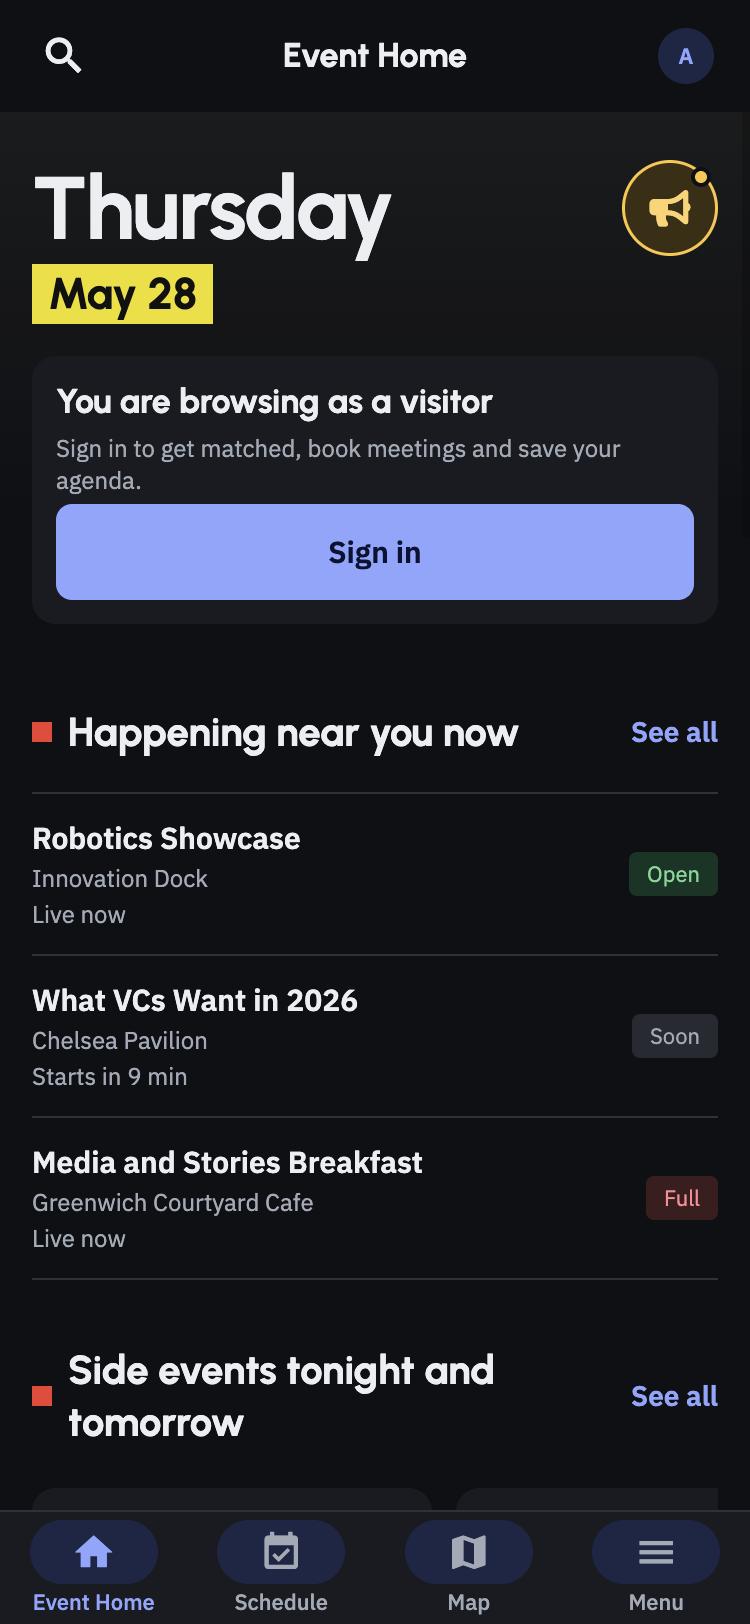 Event Home
A
Thursday
May 28
You are browsing as a visitor
Sign in to get matched, book meetings and save your
agenda.
Sign in
Happening near you now
See all
Robotics Showcase
Innovation Dock
Live now
Open
What VCs Want in 2026
Chelsea Pavilion
Starts in 9 min
Soon
Media and Stories Breakfast
Greenwich Courtyard Cafe
Live now
Full
Side events tonight and
tomorrow
See all
Event Home
Schedule
Map
Menu